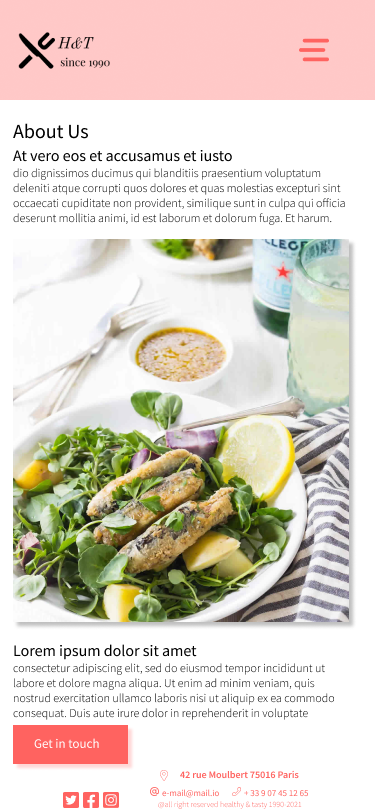 H&T
since 1990
About Us
At vero eos et accusamus et iusto
dio dignissimos ducimus qui blanditiis praesentium voluptatum
deleniti atque corrupti quos dolores et quas molestias excepturi sint
occaecati cupiditate non provident, similique sunt in culpa qui officia
deserunt mollitia animi, id est laborum et dolorum fuga. Et harum.
LLEGR
Lorem ipsum dolor sit amet
consectetur adipiscing elit, sed do eiusmod tempor incididunt ut
labore et dolore magna aliqua. Ut enim ad minim veniam, quis
nostrud exercitation ullamco laboris nisi ut aliquip ex ea commodo
consequat. Duis aute irure dolor in reprehenderit in voluptate
Get in touch
42 rue Moulbert 75016 Paris
e-mail@mail.io + 33 9 07 45 12 65
@all right reserved healthy & tasty 1990-2021